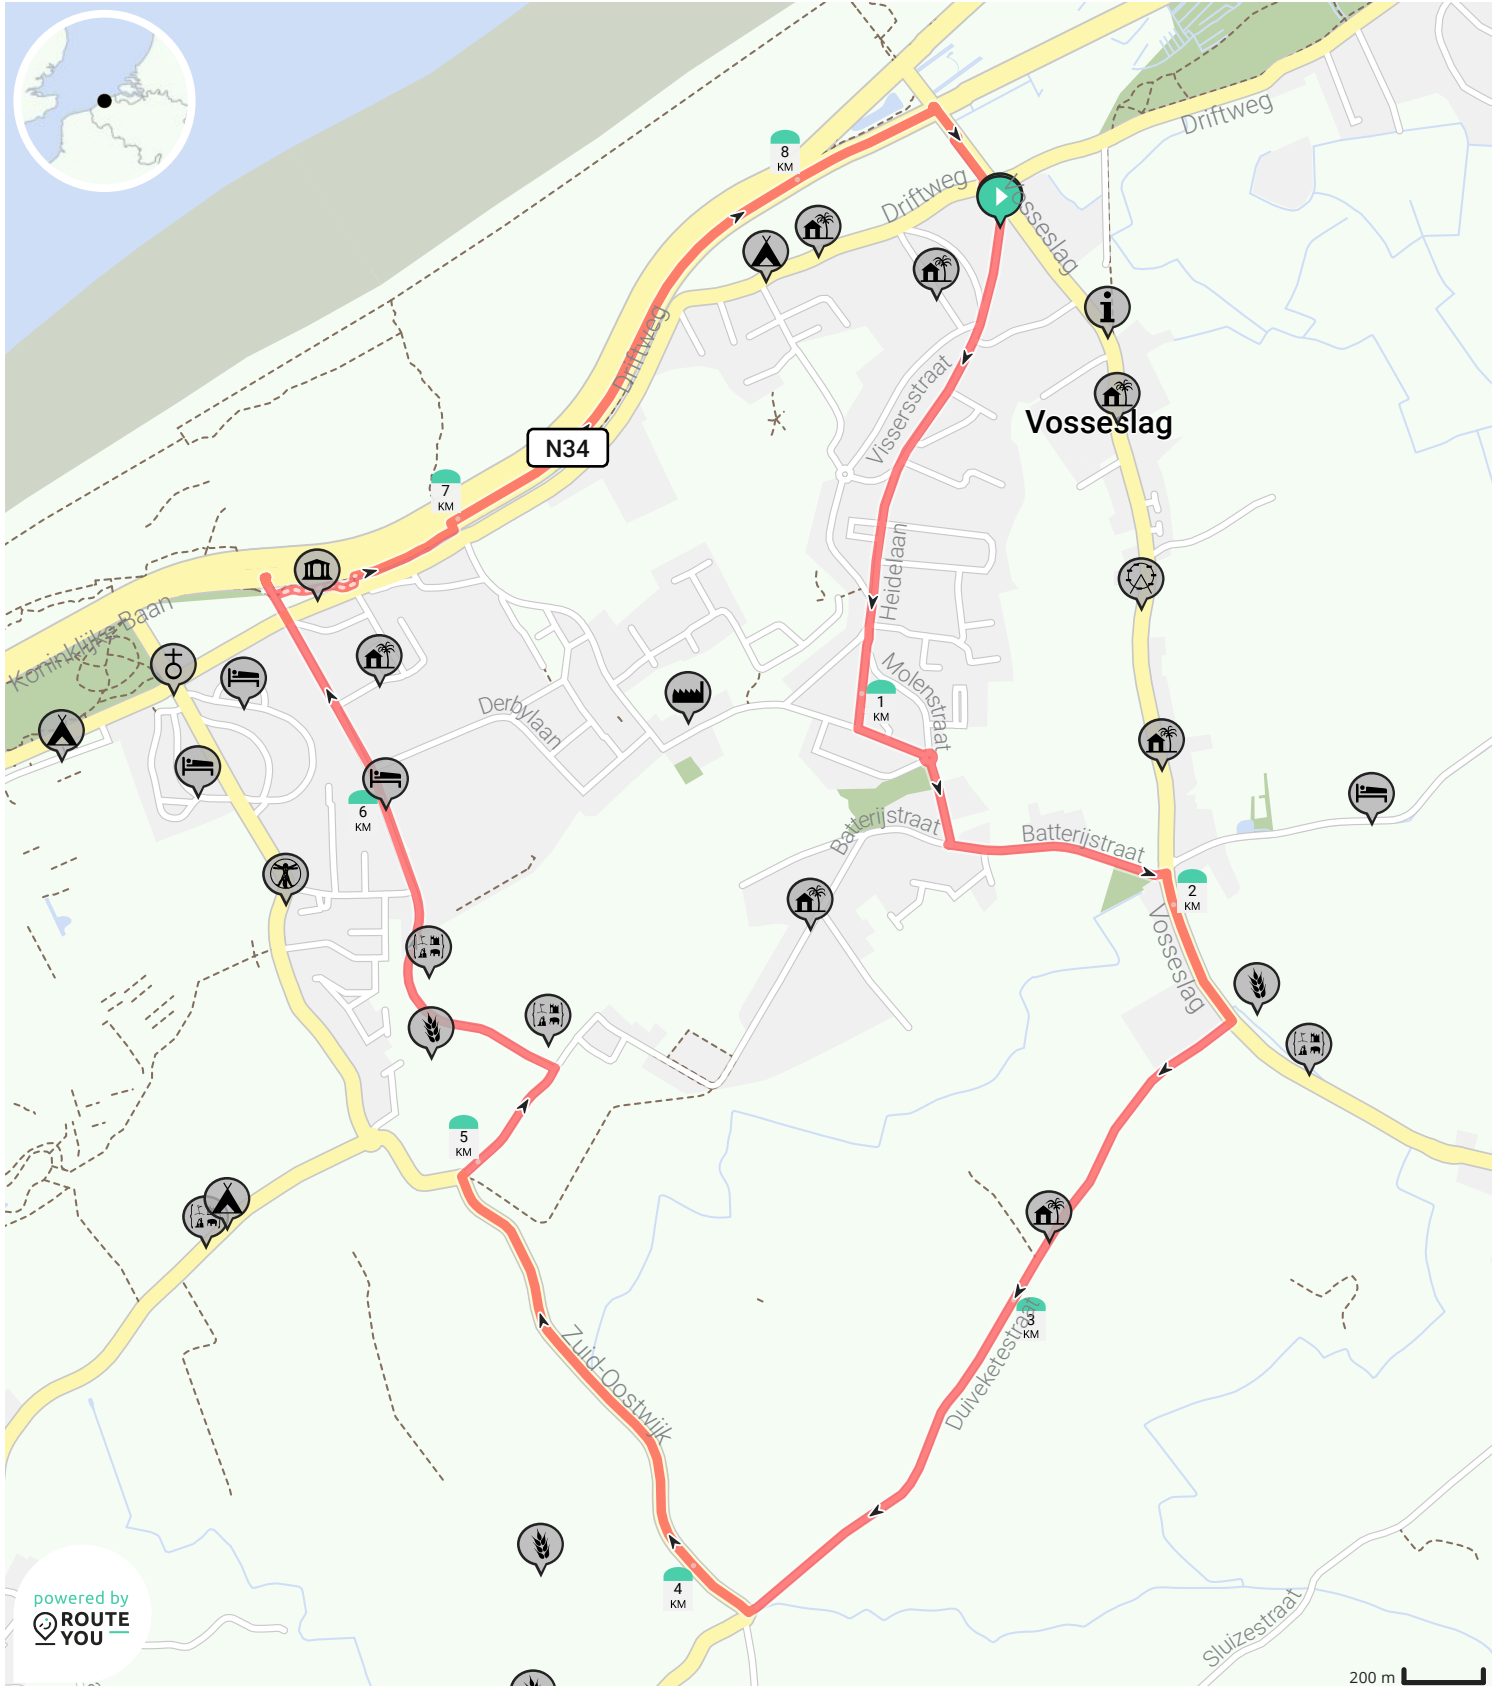 Driftweg
8
KM
Driftweg
Vosseslag
Driftweg
Vissersstraat
Vosseslag
N34
7
KM
Heidelaan
Koninklijke Baan
Molenstraat
1
KM
Derbylaan
6
KM
Batterijstraat
Batterijstraat
2
KM
Vosseslag
5
KM
3
KM
Duiveketestraat
Zuid-Oostwijk
4
KM
powered by
ROUTE
YOU
Sluizestraat
200 m